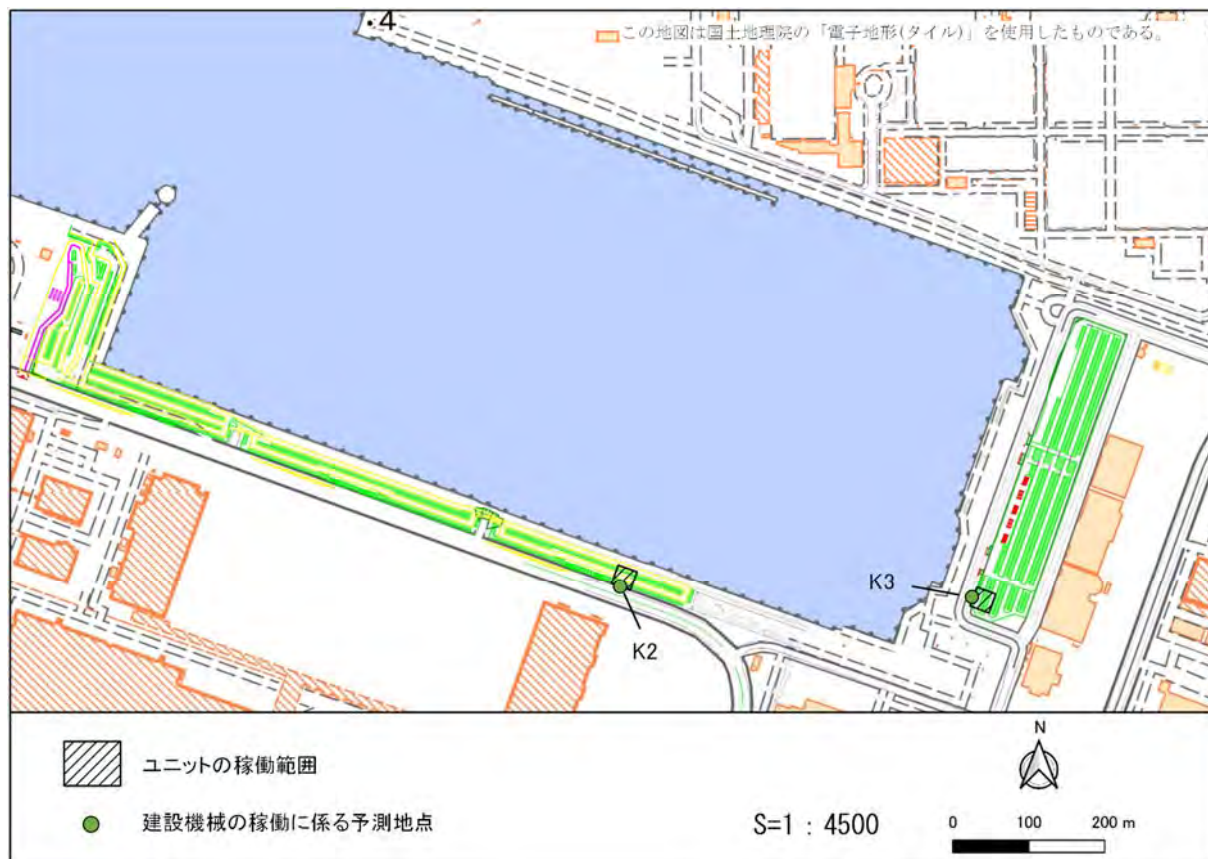 4
この地図は国土地理院の「電子地形(タイル)」を使用したものである。
K3
K2
ユニットの稼働範囲
建設機械の稼働に係る予測地点
S=1 : 4500
N
0 100 200 m